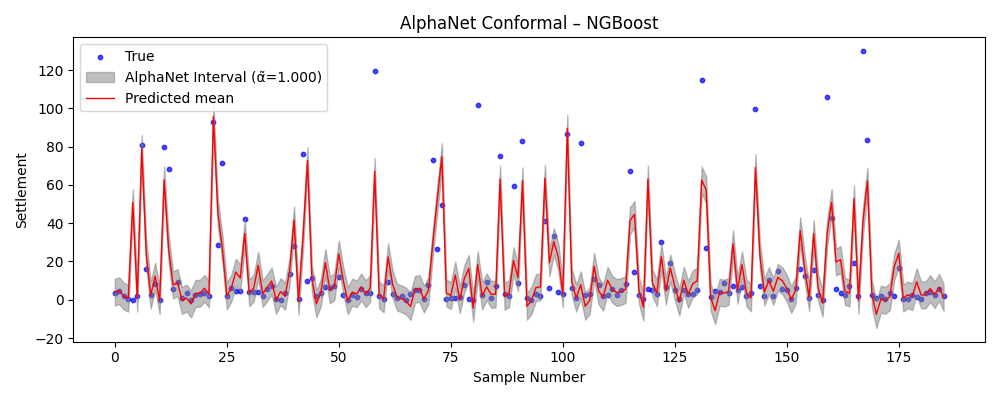 AlphaNet Conformal – NGBoost
True
AlphaNet Interval (α̃=1.000)
Predicted mean
Settlement
120
100
80
60
40
20
0
−20
0
25
50
75
100
125
150
175
Sample Number